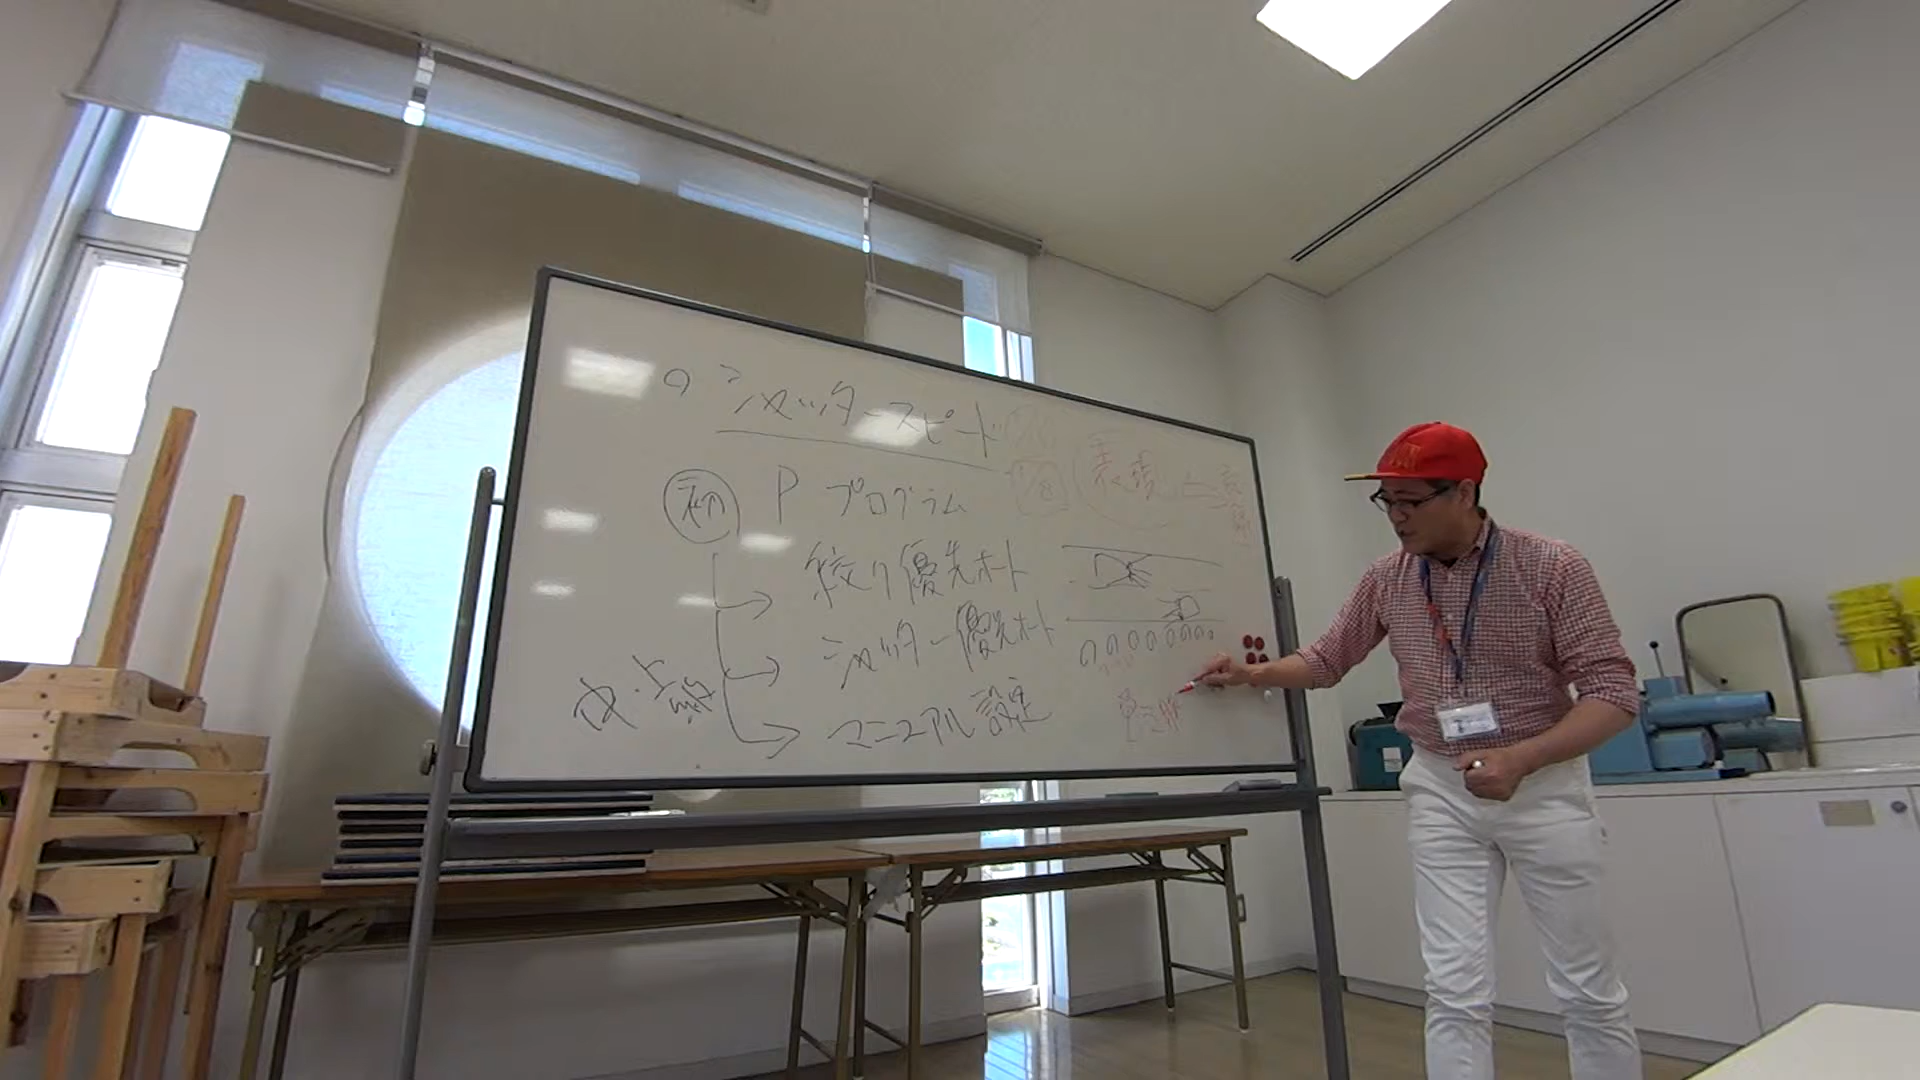 シャッタースピード
初 P プログラム
絞り優先オート
シャッター優先オート
中・上級
マニュアル設定
1/8
表現